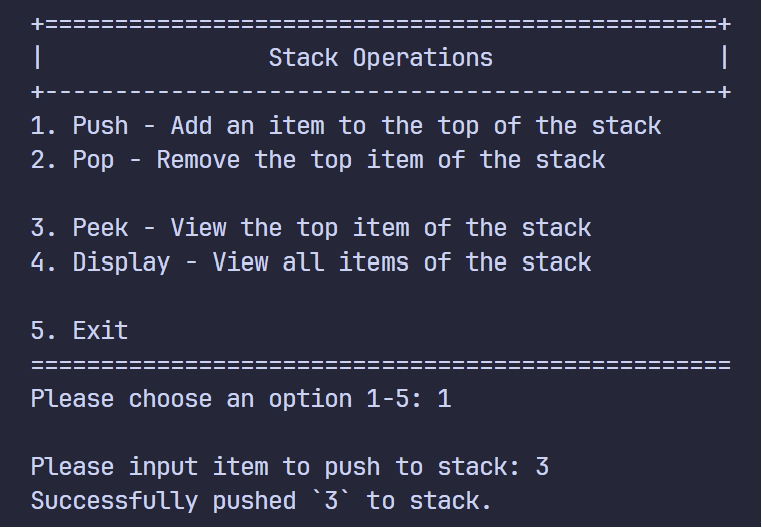 +================================================+
|                Stack Operations                |
+------------------------------------------------+
1. Push - Add an item to the top of the stack
2. Pop - Remove the top item of the stack
3. Peek - View the top item of the stack
4. Display - View all items of the stack
5. Exit
==================================================
Please choose an option 1-5: 1
Please input item to push to stack: 3
Successfully pushed `3` to stack.